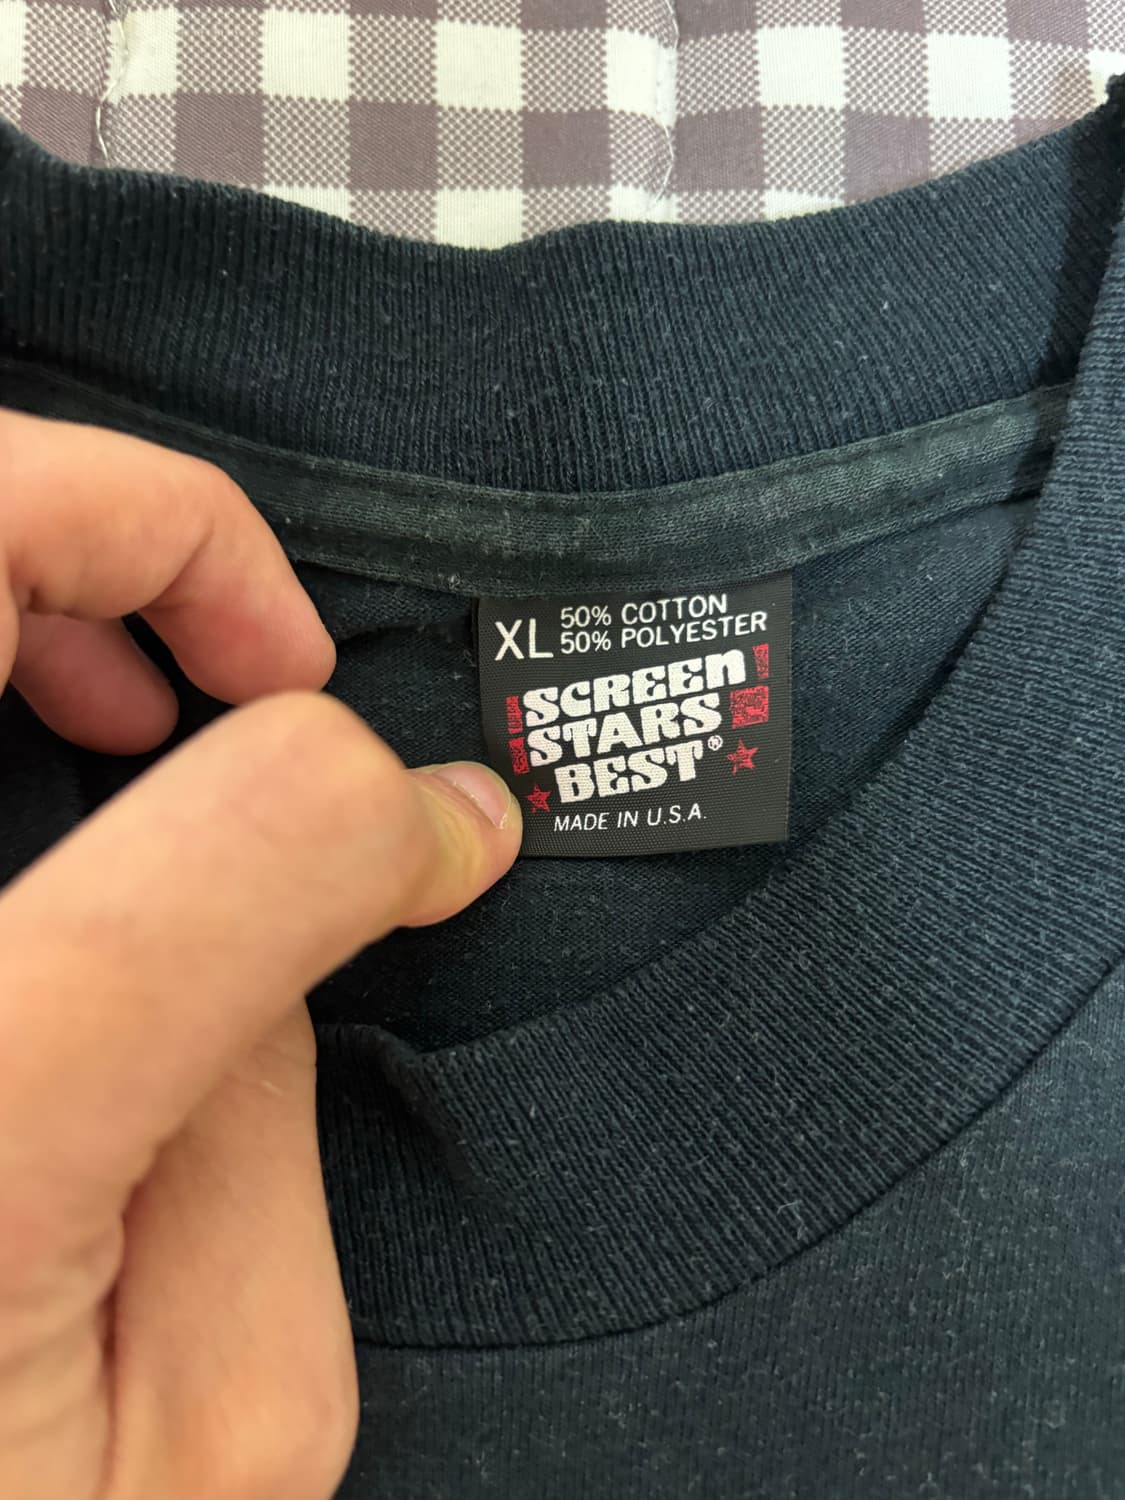 XL
50% COTTON
50% POLYESTER
SCREEN
STARS
BEST®
MADE IN U.S.A.